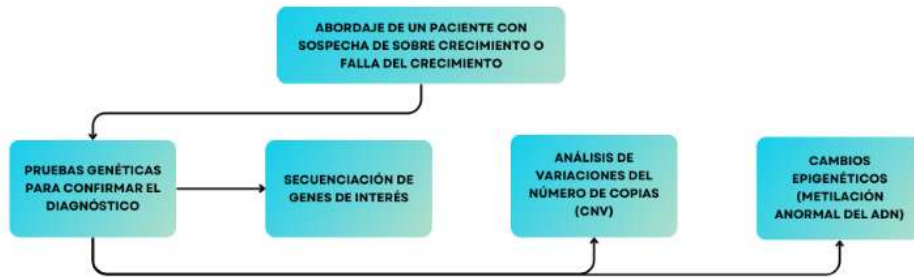 ABORDAJE DE UN PACIENTE CON
SOSPECHA DE SOBRE CRECIMIENTO O
FALLA DEL CRECIMIENTO
PRUEBAS GENÉTICAS
PARA CONFIRMAR EL
DIAGNÓSTICO
SECUENCIACIÓN DE
GENES DE INTERÉS
ANÁLISIS DE
VARIACIONES DEL
NÚMERO DE COPIAS
(CNV)
CAMBIOS
EPIGENÉTICOS
(METILACIÓN
ANORMAL DEL ADN)